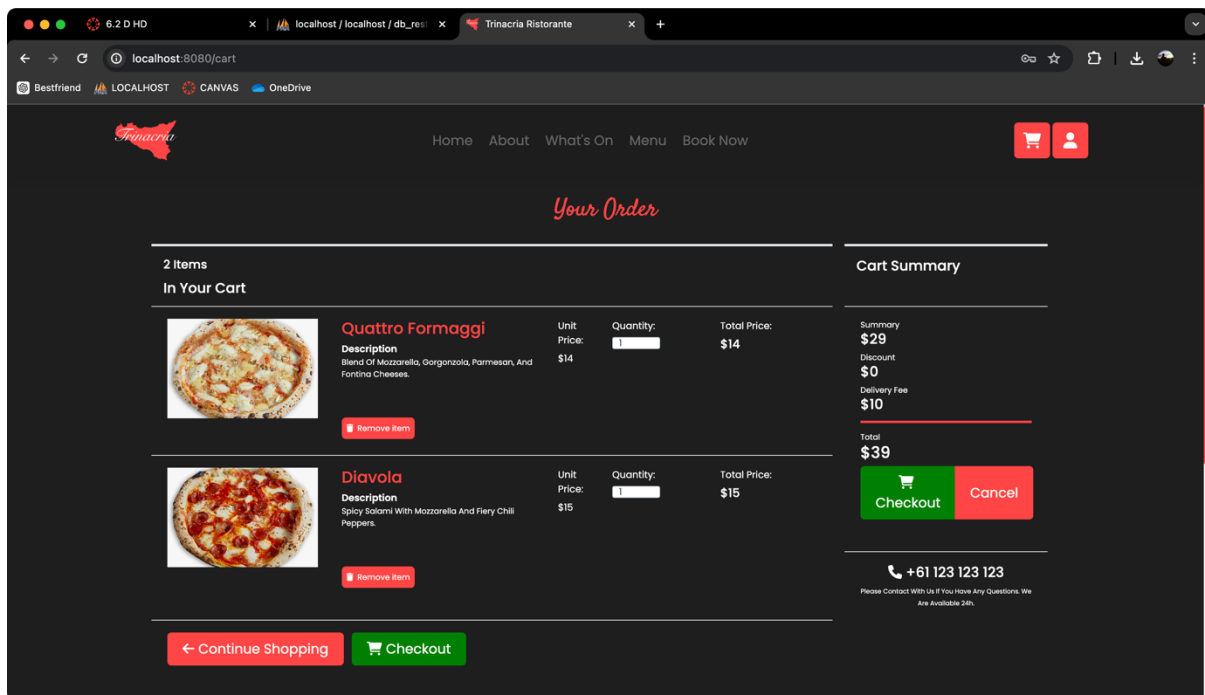 6.2 D HD
localhost / localhost / db_rest
Trinacria Ristorante
localhost:8080/cart
Bestfriend LOCALHOST CANVAS OneDrive
Trinacria
Home About What's On Menu Book Now
Your Order
2 Items
In Your Cart
Cart Summary
Quattro Formaggi
Description
Blend Of Mozzarella, Gorgonzola, Parmesan, And
Fontina Cheeses.
Remove item
Unit
Price:
$14
Quantity:
1
Total Price:
$14
Diavola
Description
Spicy Salami With Mozzarella And Fiery Chili
Peppers.
Remove item
Unit
Price:
$15
Quantity:
1
Total Price:
$15
Summary
$29
Discount
$0
Delivery Fee
$10
Total
$39
Checkout
Cancel
+61 123 123 123
Please Contact With Us If You Have Any Questions. We
Are Available 24h.
Continue Shopping
Checkout